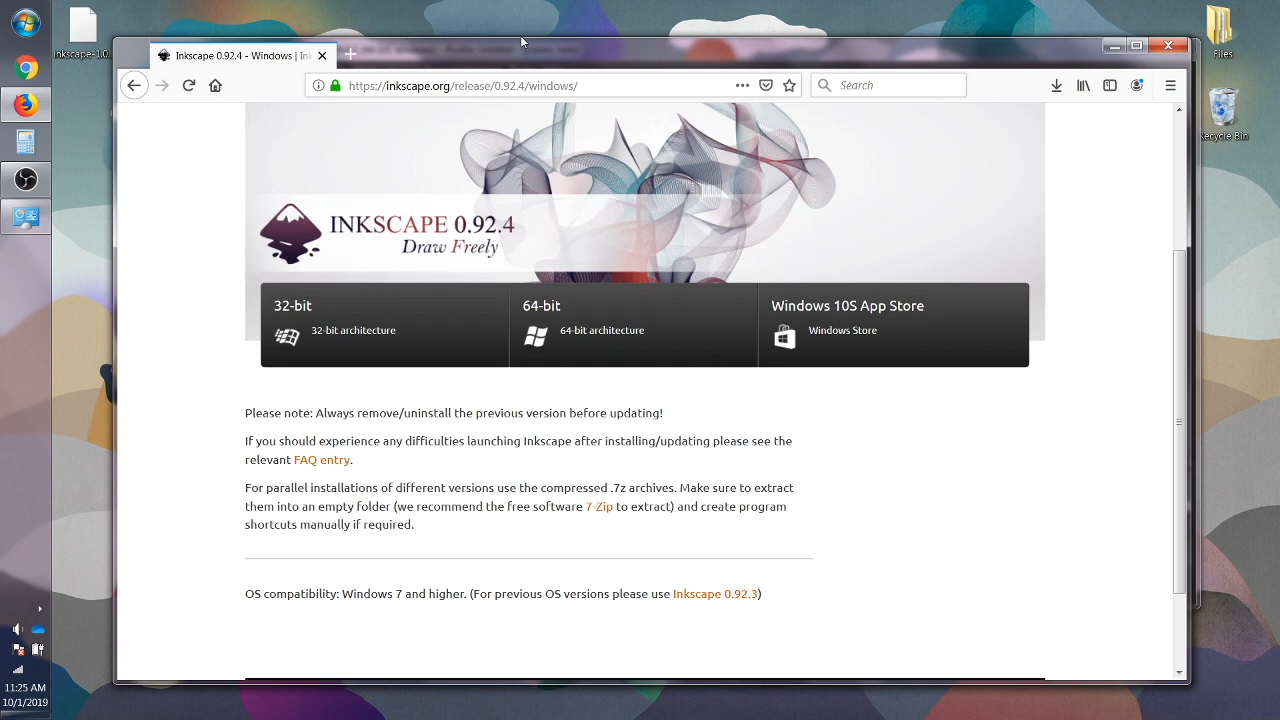 inkscape-1.0...
Files
Recycle Bin
Inkscape 0.92.4 - Windows | Ink
https://inkscape.org/release/0.92.4/windows/
Search
INKSCAPE 0.92.4
Draw Freely
32-bit
32-bit architecture
64-bit
64-bit architecture
Windows 10S App Store
Windows Store
Please note: Always remove/uninstall the previous version before updating!
If you should experience any difficulties launching Inkscape after installing/updating please see the
relevant FAQ entry.
For parallel installations of different versions use the compressed .7z archives. Make sure to extract
them into an empty folder (we recommend the free software 7-Zip to extract) and create program
shortcuts manually if required.
OS compatibility: Windows 7 and higher. (For previous OS versions please use Inkscape 0.92.3)
11:25 AM
10/1/2019